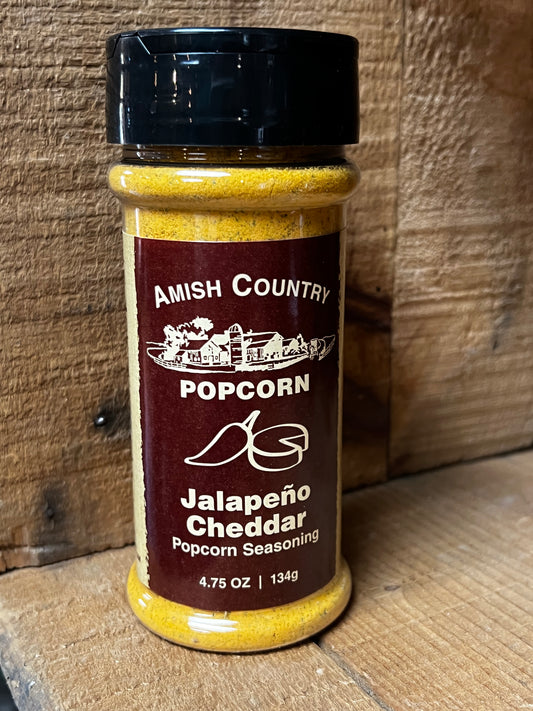 AMISH COUNTRY
POPCORN
Jalapeño
Cheddar
Popcorn Seasoning
4.75 OZ | 134g